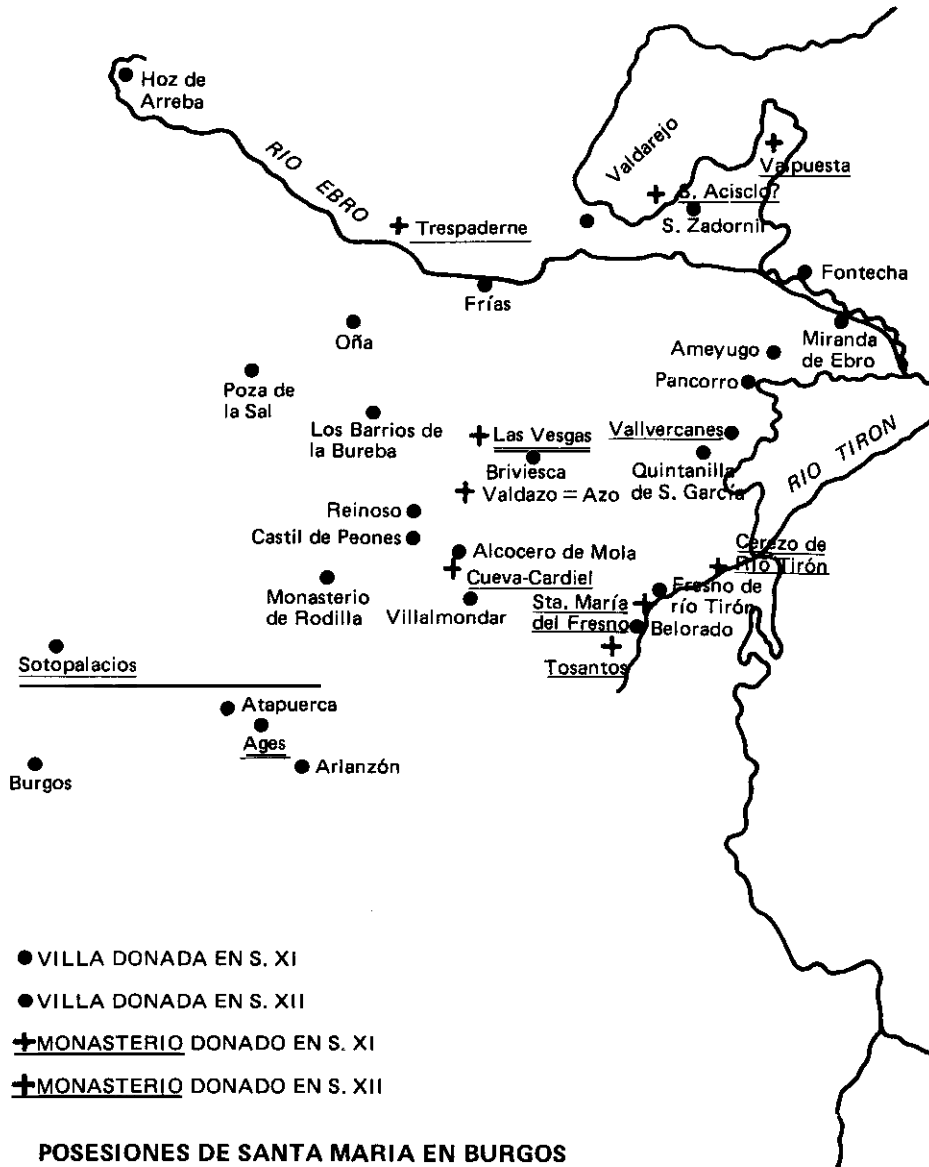 Hoz de
Arreba
RIO EBRO
Valdarejo
Valpuesta
S. Acisclo?
S. Zadornil
Trespaderne
Fontecha
Frías
Oña
Miranda
de Ebro
Ameyugo
Pancorro
Poza de
la Sal
Los Barrios de
la Bureba
Las Vesgas
Briviesca
Vallvercanes
Quintanilla
de S. García
RIO TIRON
Valdazo = Azo
Reinoso
Castil de Peones
Alcocero de Mola
Cueva-Cardiel
Cerezo de
Río Tirón
Monasterio
de Rodilla
Villalmondar
Fresno de
río Tirón
Sta. María
del Fresno
Belorado
Tosantos
Sotopalacios
Atapuerca
Ages
Burgos
Arlanzón
VILLA DONADA EN S. XI
VILLA DONADA EN S. XII
MONASTERIO DONADO EN S. XI
MONASTERIO DONADO EN S. XII
POSESIONES DE SANTA MARIA EN BURGOS